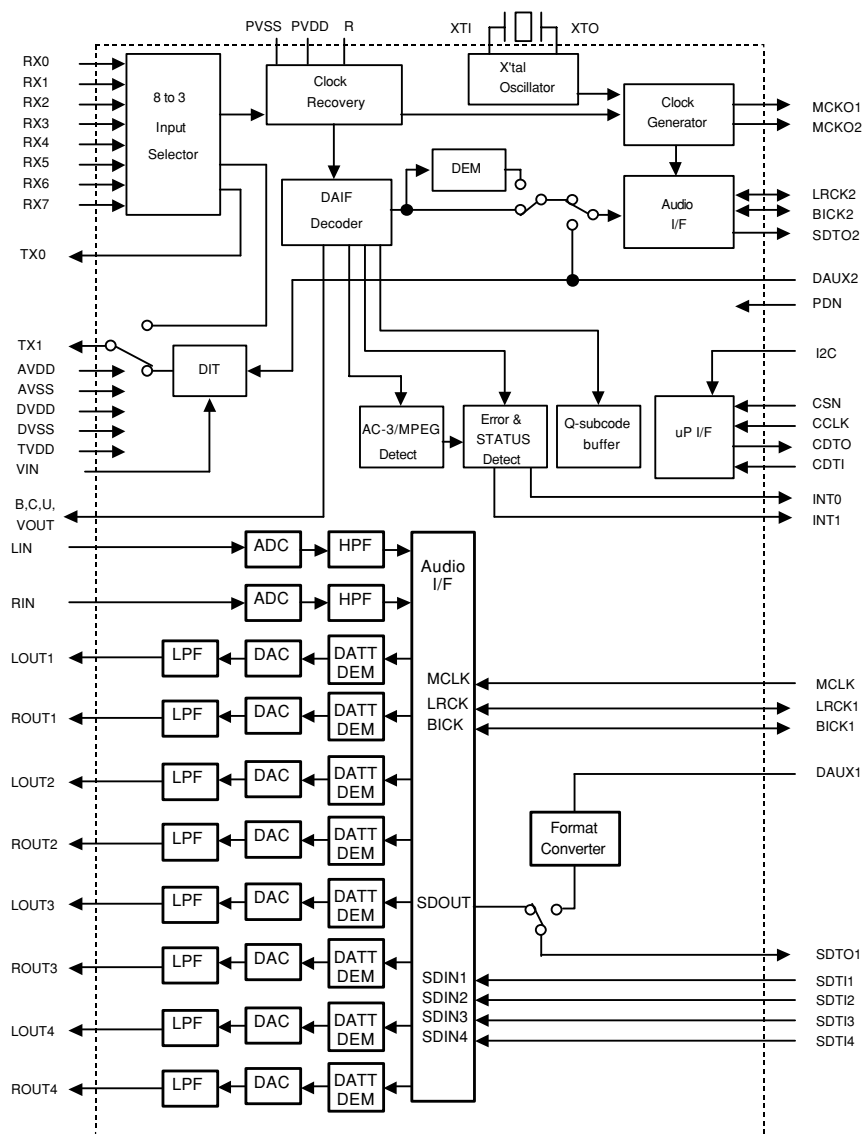 PVSS PVDD R XTI XTO
RX0
RX1
RX2
RX3
RX4
RX5
RX6
RX7
8 to 3
Input
Selector
Clock
Recovery
X'tal
Oscillator
Clock
Generator
MCKO1
MCKO2
DAIF
Decoder
DEM
Audio
I/F
LRCK2
BICK2
SDTO2
TX0
DAUX2
PDN
TX1
DIT
I2C
AVDD
AVSS
DVDD
DVSS
TVDD
VIN
AC-3/MPEG
Detect
Error &
STATUS
Detect
Q-subcode
buffer
uP I/F
CSN
CCLK
CDTO
CDTI
INT0
INT1
B,C,U,
VOUT
LIN
ADC
HPF
Audio
I/F
RIN
ADC
HPF
LOUT1
LPF
DAC
DATT
DEM
MCLK
MCLK
LRCK
LRCK1
BICK
BICK1
ROUT1
LPF
DAC
DATT
DEM
LOUT2
LPF
DAC
DATT
DEM
DAUX1
ROUT2
LPF
DAC
DATT
DEM
Format
Converter
LOUT3
LPF
DAC
DATT
DEM
SDOUT
SDTO1
ROUT3
LPF
DAC
DATT
DEM
SDIN1
SDIN2
SDIN3
SDIN4
SDTI1
SDTI2
SDTI3
SDTI4
LOUT4
LPF
DAC
DATT
DEM
ROUT4
LPF
DAC
DATT
DEM